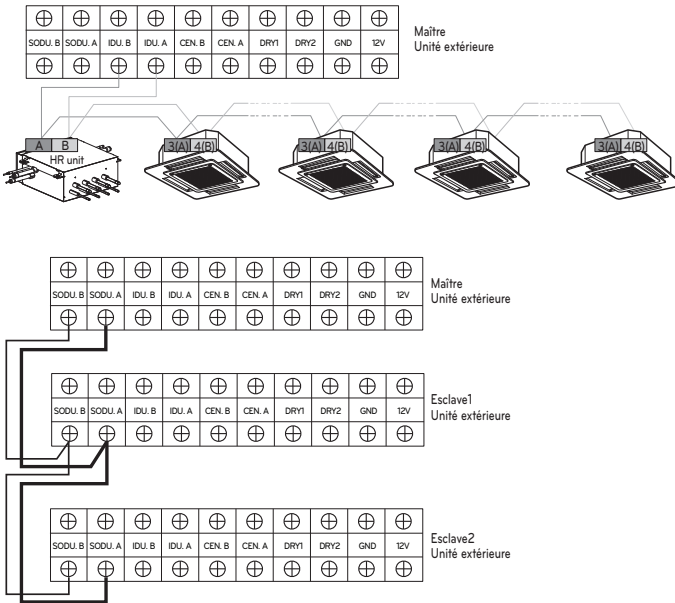 SODU. B SODU. A IDU. B IDU. A CEN. B CEN. A DRY1 DRY2 GND 12V
Maître
Unité extérieure
A B
HR unit
3(A) 4(B) 3(A) 4(B) 3(A) 4(B) 3(A) 4(B)
SODU. B SODU. A IDU. B IDU. A CEN. B CEN. A DRY1 DRY2 GND 12V
Maître
Unité extérieure
SODU. B SODU. A IDU. B IDU. A CEN. B CEN. A DRY1 DRY2 GND 12V
Esclave1
Unité extérieure
SODU. B SODU. A IDU. B IDU. A CEN. B CEN. A DRY1 DRY2 GND 12V
Esclave2
Unité extérieure